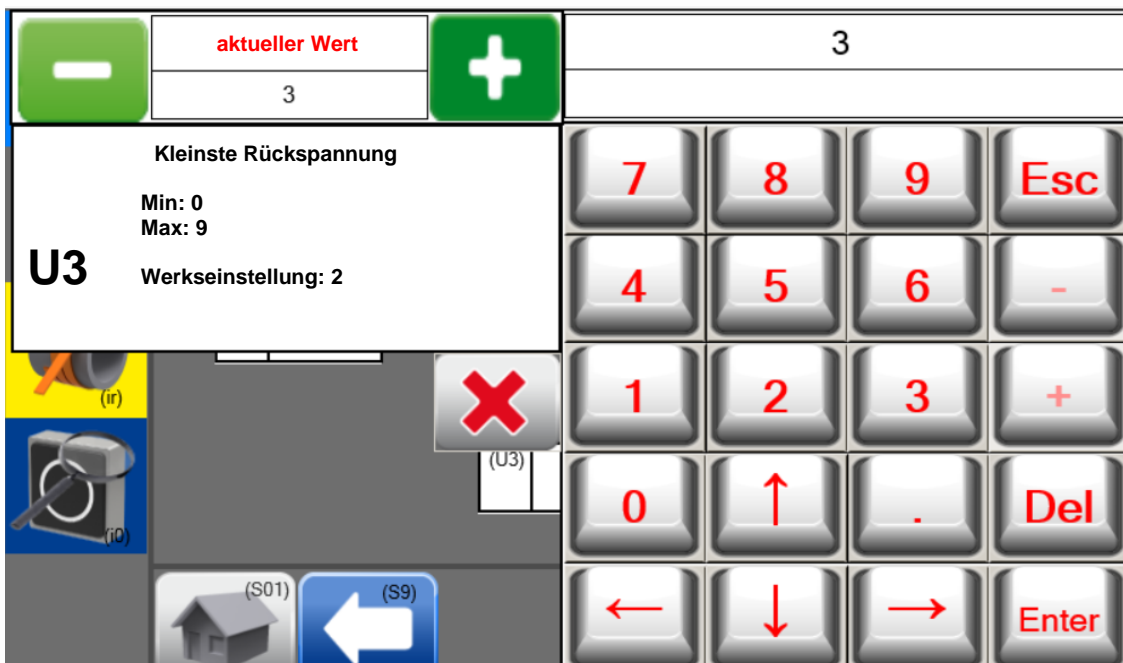 aktueller Wert
3
3
Kleinste Rückspannung
Min: 0
Max: 9
U3
Werkseinstellung: 2
7 8 9 Esc
4 5 6 -
1 2 3 +
0 ↑ . Del
← ↓ → Enter
(ir)
(U3)
(i0)
(S01)
(S9)